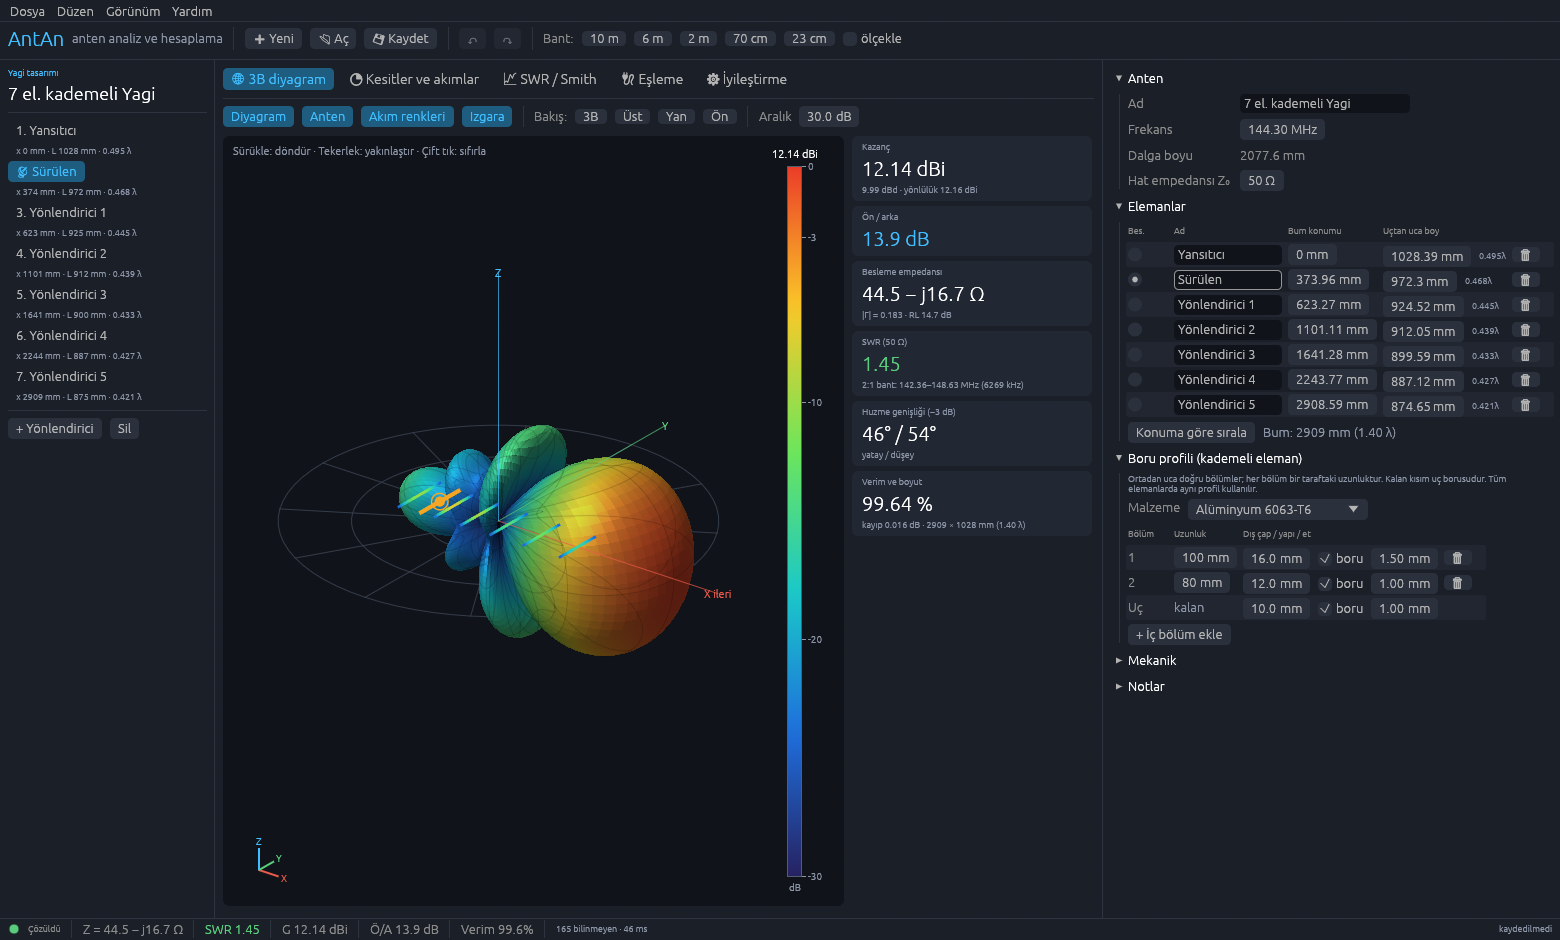 Dosya Düzen Görünüm Yardım
AntAn anten analiz ve hesaplama + Yeni Aç Kaydet Bant: 10 m 6 m 2 m 70 cm 23 cm ölçekle
Yagi tasarımı
7 el. kademeli Yagi
1. Yansıtıcı
x 0 mm · L 1028 mm · 0.495 λ
Sürülen
x 374 mm · L 972 mm · 0.468 λ
3. Yönlendirici 1
x 623 mm · L 925 mm · 0.445 λ
4. Yönlendirici 2
x 1101 mm · L 912 mm · 0.439 λ
5. Yönlendirici 3
x 1641 mm · L 900 mm · 0.433 λ
6. Yönlendirici 4
x 2244 mm · L 887 mm · 0.427 λ
7. Yönlendirici 5
x 2909 mm · L 875 mm · 0.421 λ
+ Yönlendirici Sil
3B diyagram Kesitler ve akımlar SWR / Smith Eşleme İyileştirme
Diyagram Anten Akım renkleri Izgara Bakış: 3B Üst Yan Ön Aralık 30.0 dB
Sürükle: döndür · Tekerlek: yakınlaştır · Çift tık: sıfırla
12.14 dBi
0
-3
-10
-20
-30
dB
Z
Y
X ileri
Z
Y
X
Kazanç
12.14 dBi
9.99 dBd · yönlülük 12.16 dBi
Ön / arka
13.9 dB
Besleme empedansı
44.5 – j16.7 Ω
|Γ| = 0.183 · RL 14.7 dB
SWR (50 Ω)
1.45
2:1 bant: 142.36–148.63 MHz (6269 kHz)
Huzme genişliği (–3 dB)
46° / 54°
yatay / düşey
Verim ve boyut
99.64 %
kayıp 0.016 dB · 2909 × 1028 mm (1.40 λ)
Anten
Ad 7 el. kademeli Yagi
Frekans 144.30 MHz
Dalga boyu 2077.6 mm
Hat empedansı Z₀ 50 Ω
Elemanlar
Bes. Ad Bum konumu Uçtan uca boy
Yansıtıcı 0 mm 1028.39 mm 0.495λ
Sürülen 373.96 mm 972.3 mm 0.468λ
Yönlendirici 1 623.27 mm 924.52 mm 0.445λ
Yönlendirici 2 1101.11 mm 912.05 mm 0.439λ
Yönlendirici 3 1641.28 mm 899.59 mm 0.433λ
Yönlendirici 4 2243.77 mm 887.12 mm 0.427λ
Yönlendirici 5 2908.59 mm 874.65 mm 0.421λ
Konuma göre sırala Bum: 2909 mm (1.40 λ)
Boru profili (kademeli eleman)
Ortadan uca doğru bölümler; her bölüm bir taraftaki uzunluktur. Kalan kısım uç borusudur. Tüm
elemanlarda aynı profil kullanılır.
Malzeme Alüminyum 6063-T6
Bölüm Uzunluk Dış çap / yapı / et
1 100 mm 16.0 mm boru 1.50 mm
2 80 mm 12.0 mm boru 1.00 mm
Uç kalan 10.0 mm boru 1.00 mm
+ İç bölüm ekle
Mekanik
Notlar
Çözüldü Z = 44.5 – j16.7 Ω SWR 1.45 G 12.14 dBi Ö/A 13.9 dB Verim 99.6% 165 bilinmeyen · 46 ms kaydedilmedi